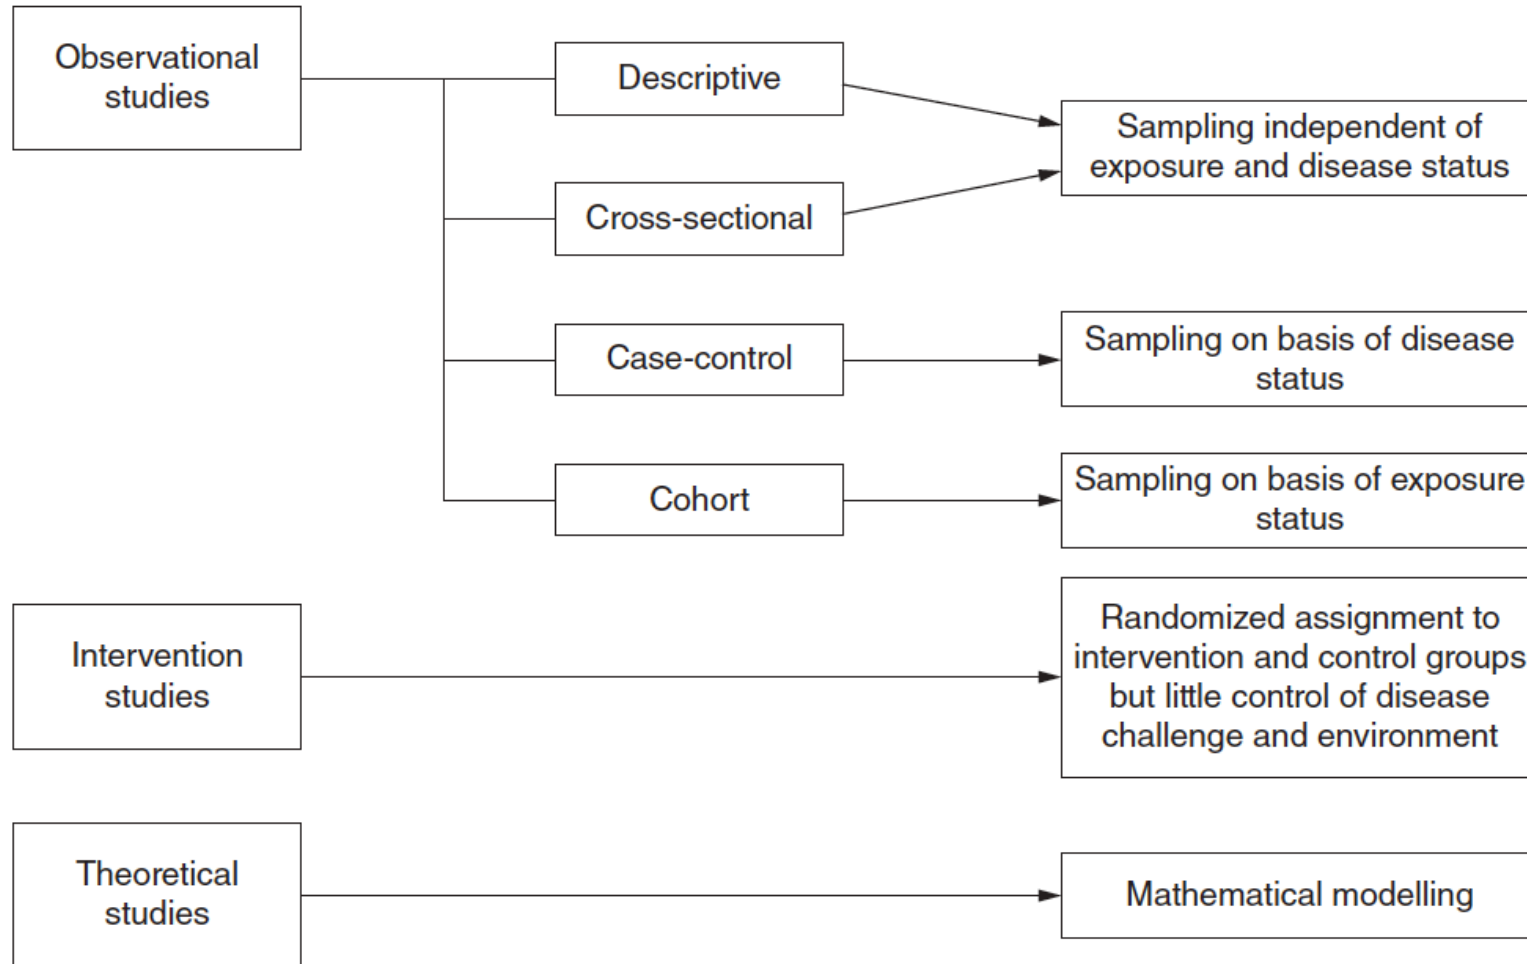 Observational
studies
Descriptive
Sampling independent of
exposure and disease status
Cross-sectional
Case-control
Sampling on basis of disease
status
Cohort
Sampling on basis of exposure
status
Intervention
studies
Randomized assignment to
intervention and control groups
but little control of disease
challenge and environment
Theoretical
studies
Mathematical modelling